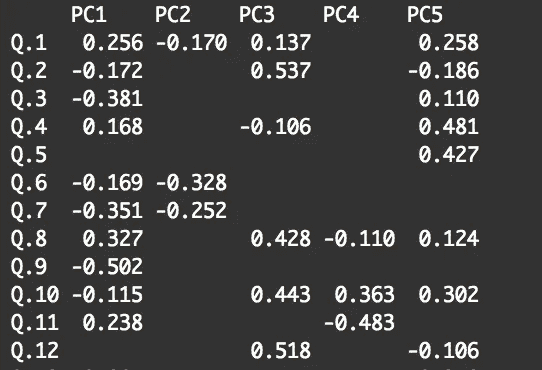 PC1 PC2 PC3 PC4 PC5
Q.1 0.256 -0.170 0.137 0.258
Q.2 -0.172 0.537 -0.186
Q.3 -0.381 0.110
Q.4 0.168 -0.106 0.481
Q.5 0.427
Q.6 -0.169 -0.328
Q.7 -0.351 -0.252
Q.8 0.327 0.428 -0.110 0.124
Q.9 -0.502
Q.10 -0.115 0.443 0.363 0.302
Q.11 0.238 -0.483
Q.12 0.518 -0.106